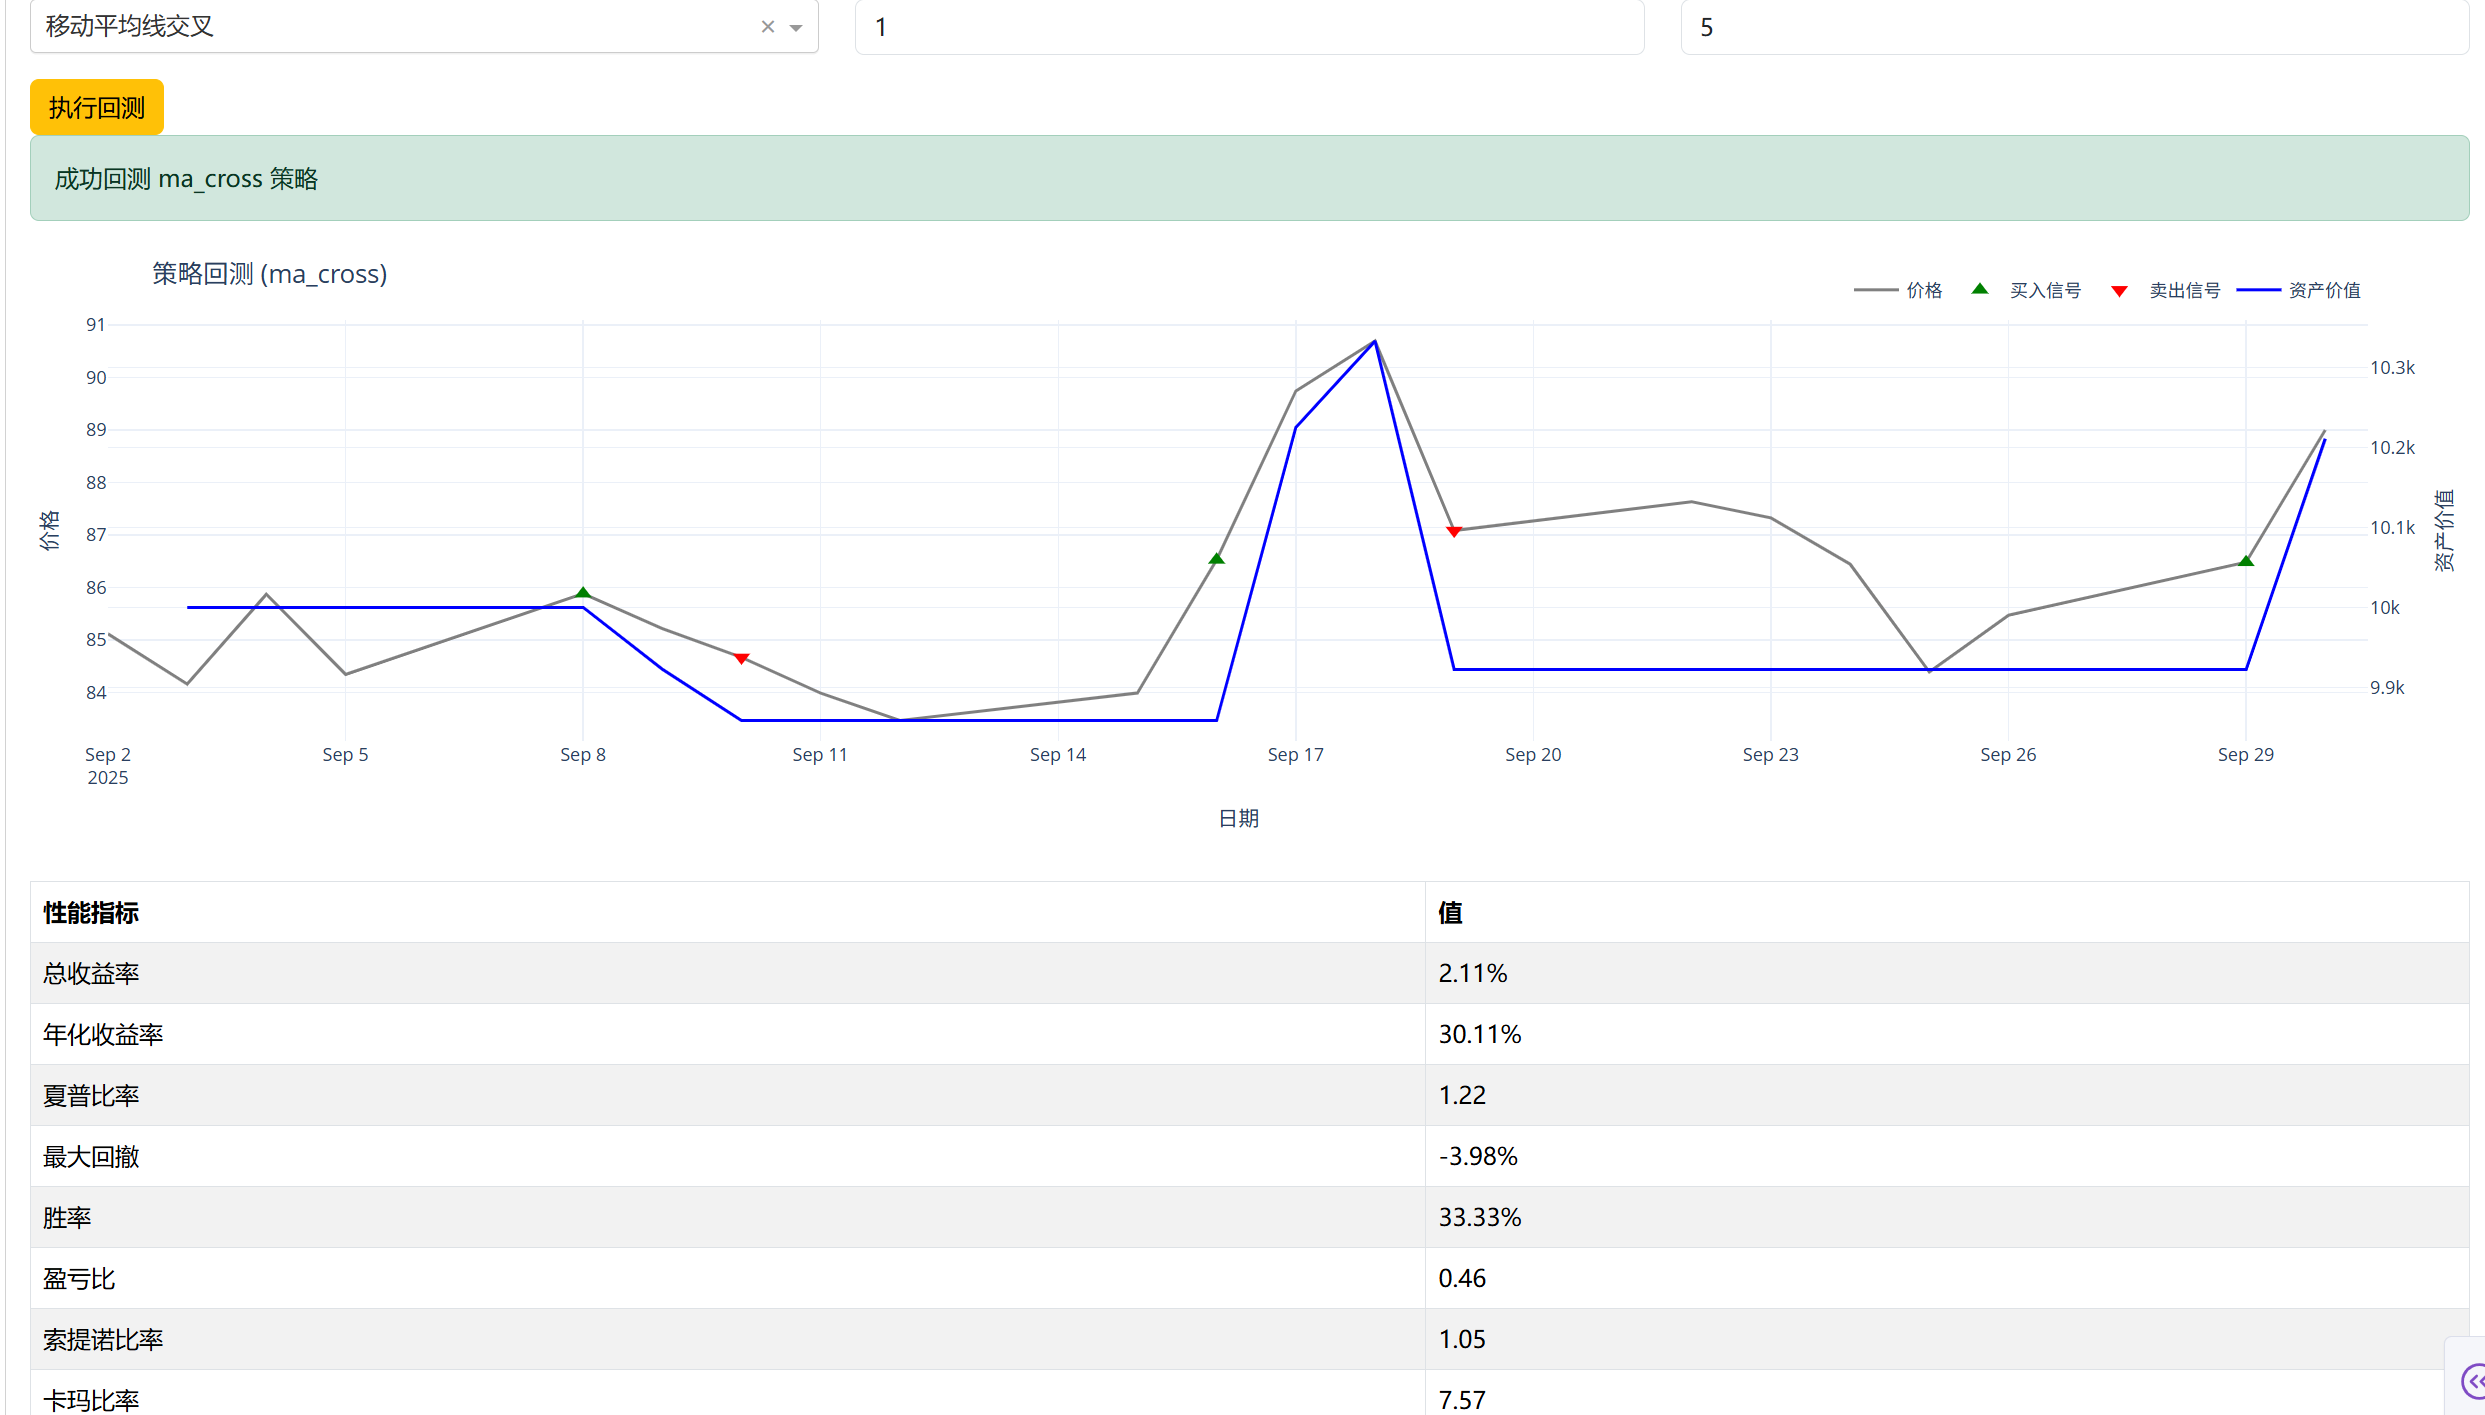 移动平均线交叉
1
5
执行回测
成功回测 ma_cross 策略
策略回测 (ma_cross)
价格
买入信号
卖出信号
资产价值
91
90
89
88
87
86
85
84
价格
10.3k
10.2k
10.1k
10k
9.9k
资产价值
Sep 2
2025
Sep 5
Sep 8
Sep 11
Sep 14
Sep 17
Sep 20
Sep 23
Sep 26
Sep 29
日期
性能指标 值
总收益率 2.11%
年化收益率 30.11%
夏普比率 1.22
最大回撤 -3.98%
胜率 33.33%
盈亏比 0.46
索提诺比率 1.05
卡玛比率 7.57